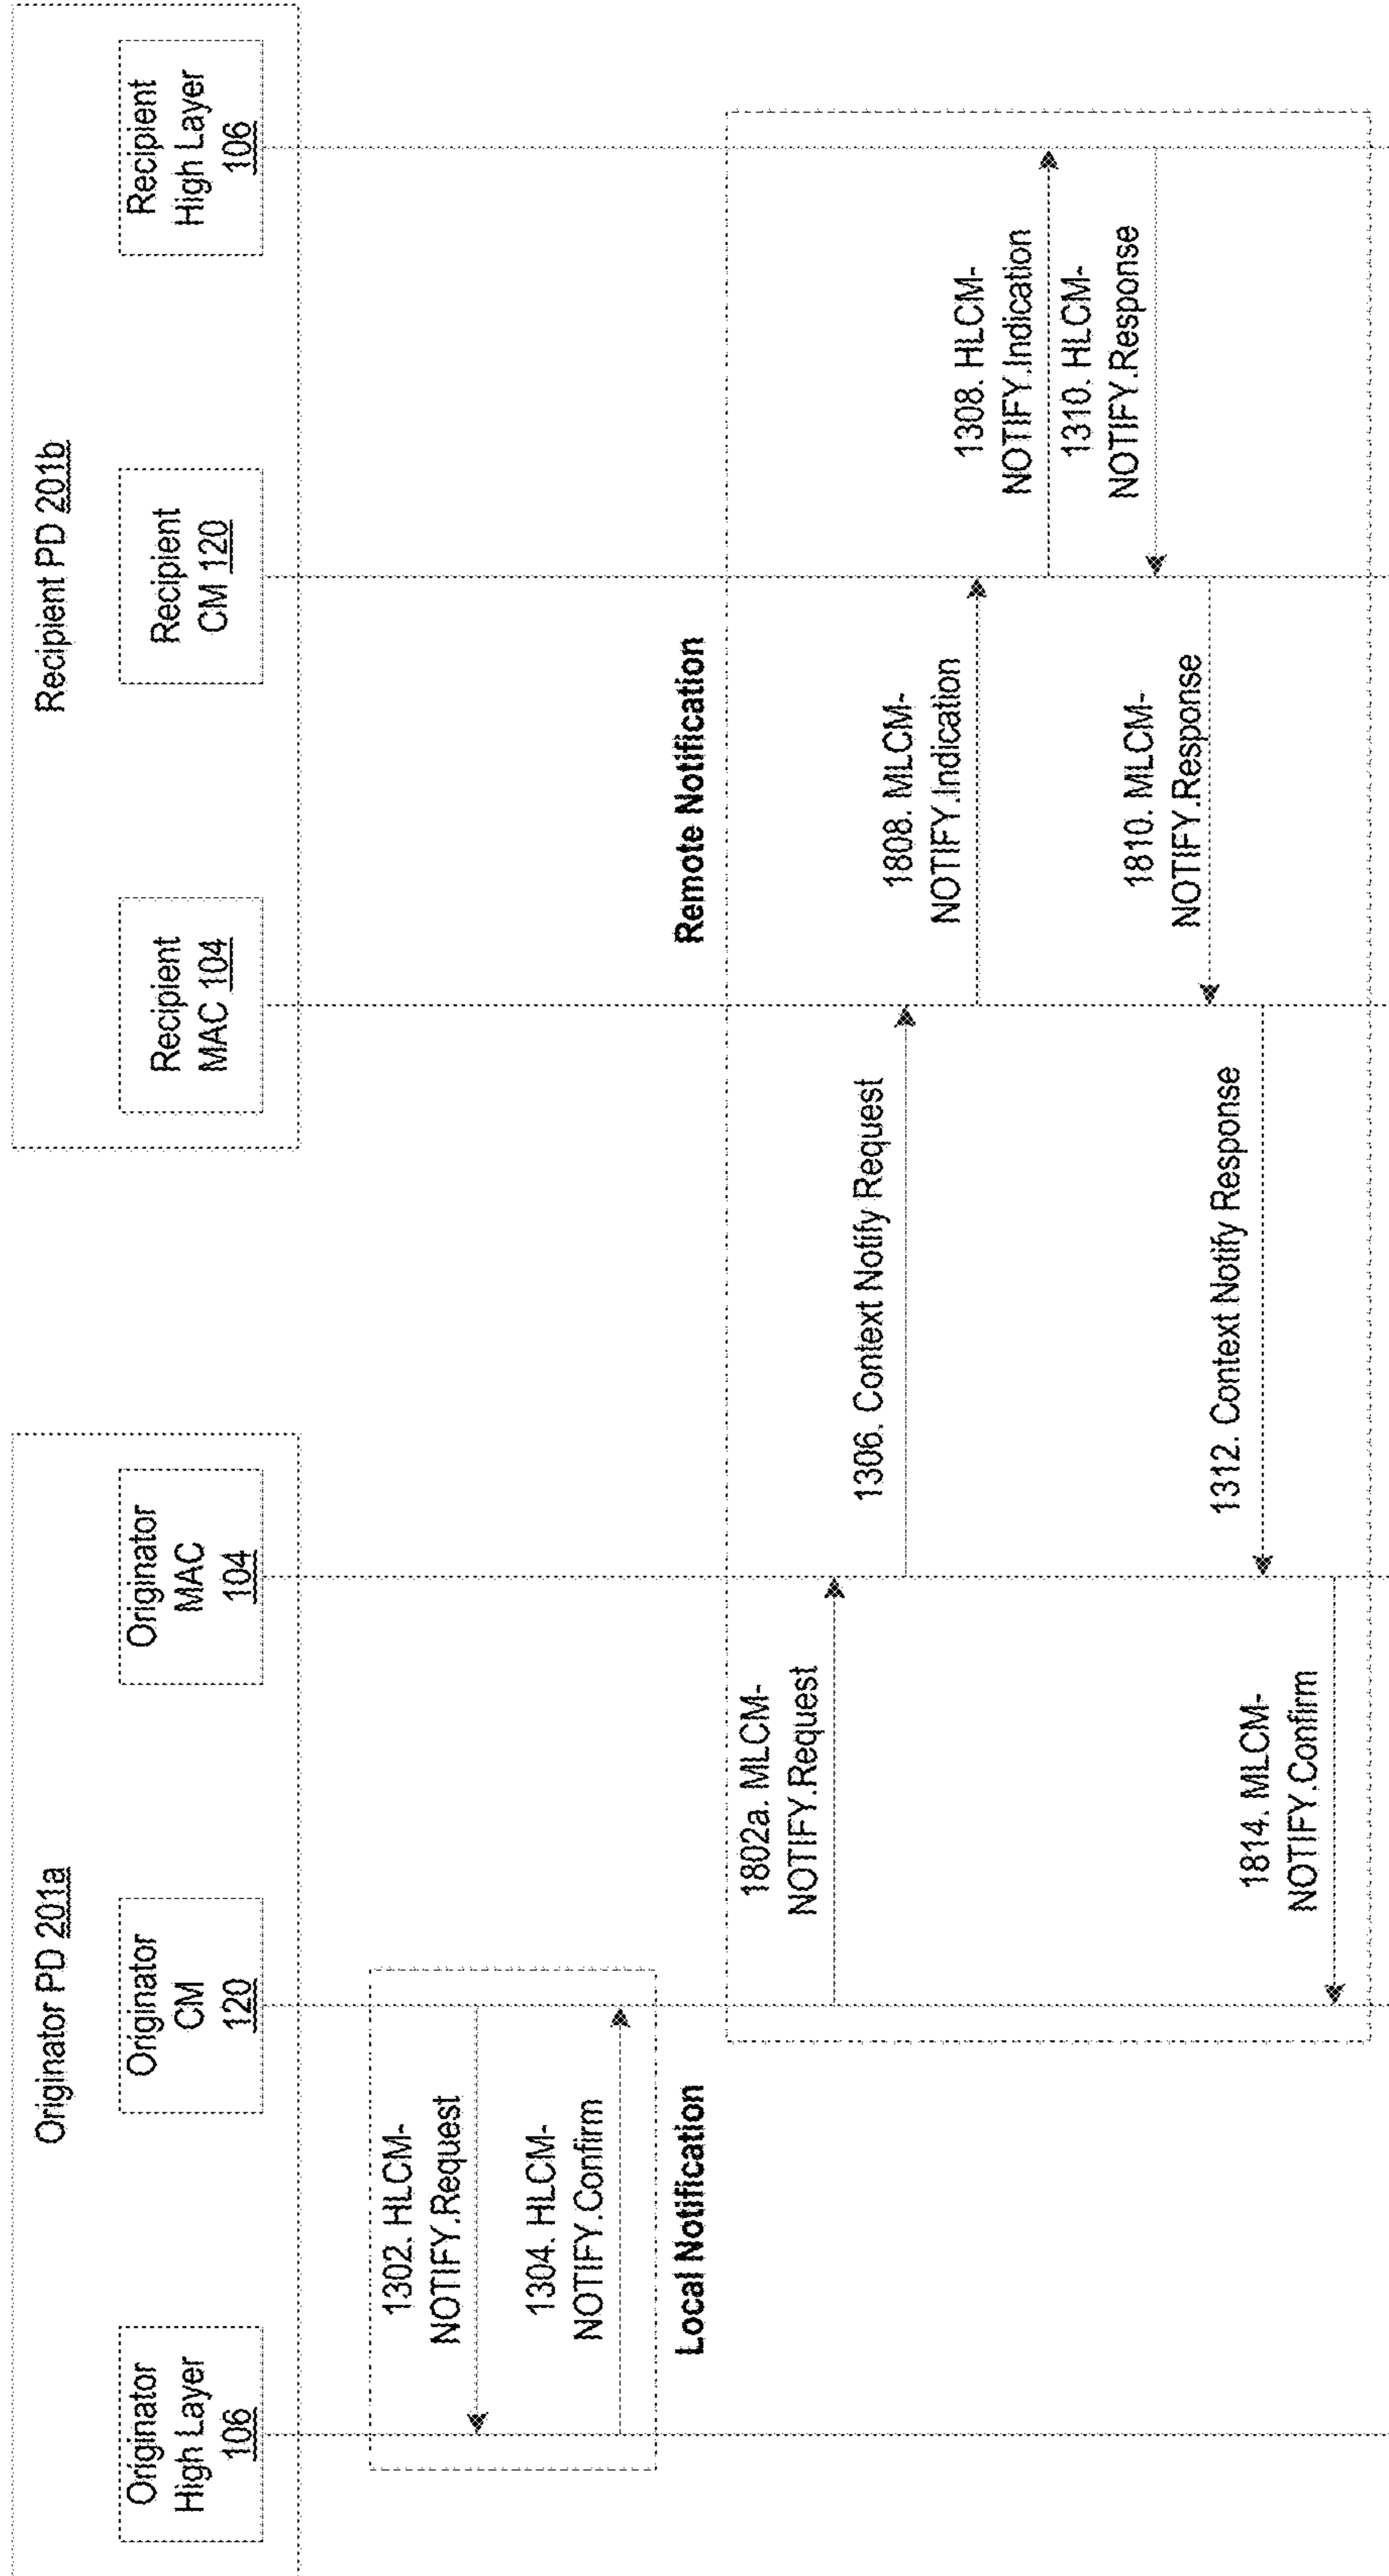 Originator PD 201a
Recipient PD 201b
Originator
High Layer
106
Originator
CM
120
Originator
MAC
104
Recipient
MAC 104
Recipient
CM 120
Recipient
High Layer
106
1302. HLCM-
NOTIFY.Request
1304. HLCM-
NOTIFY.Confirm
Local Notification
Remote Notification
1802a. MLCM-
NOTIFY.Request
1306. Context Notify Request
1808. MLCM-
NOTIFY.Indication
1308. HLCM-
NOTIFY.Indication
1310. HLCM-
NOTIFY.Response
1810. MLCM-
NOTIFY.Response
1312. Context Notify Response
1814. MLCM-
NOTIFY.Confirm